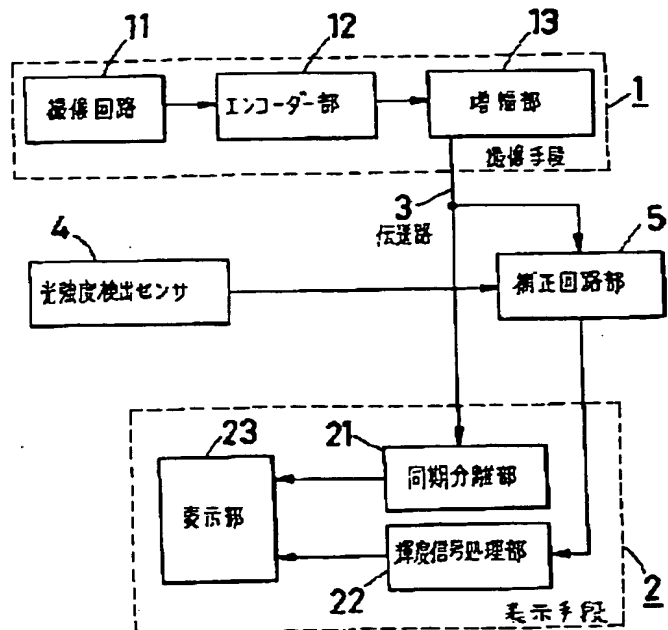 11
12
13
撮像回路
エンコーダー部
増幅部
1
撮像手段
3
伝送路
4
5
光強度検出センサ
補正回路部
23
21
同期分離部
表示部
輝度信号処理部
22
2
表示手段